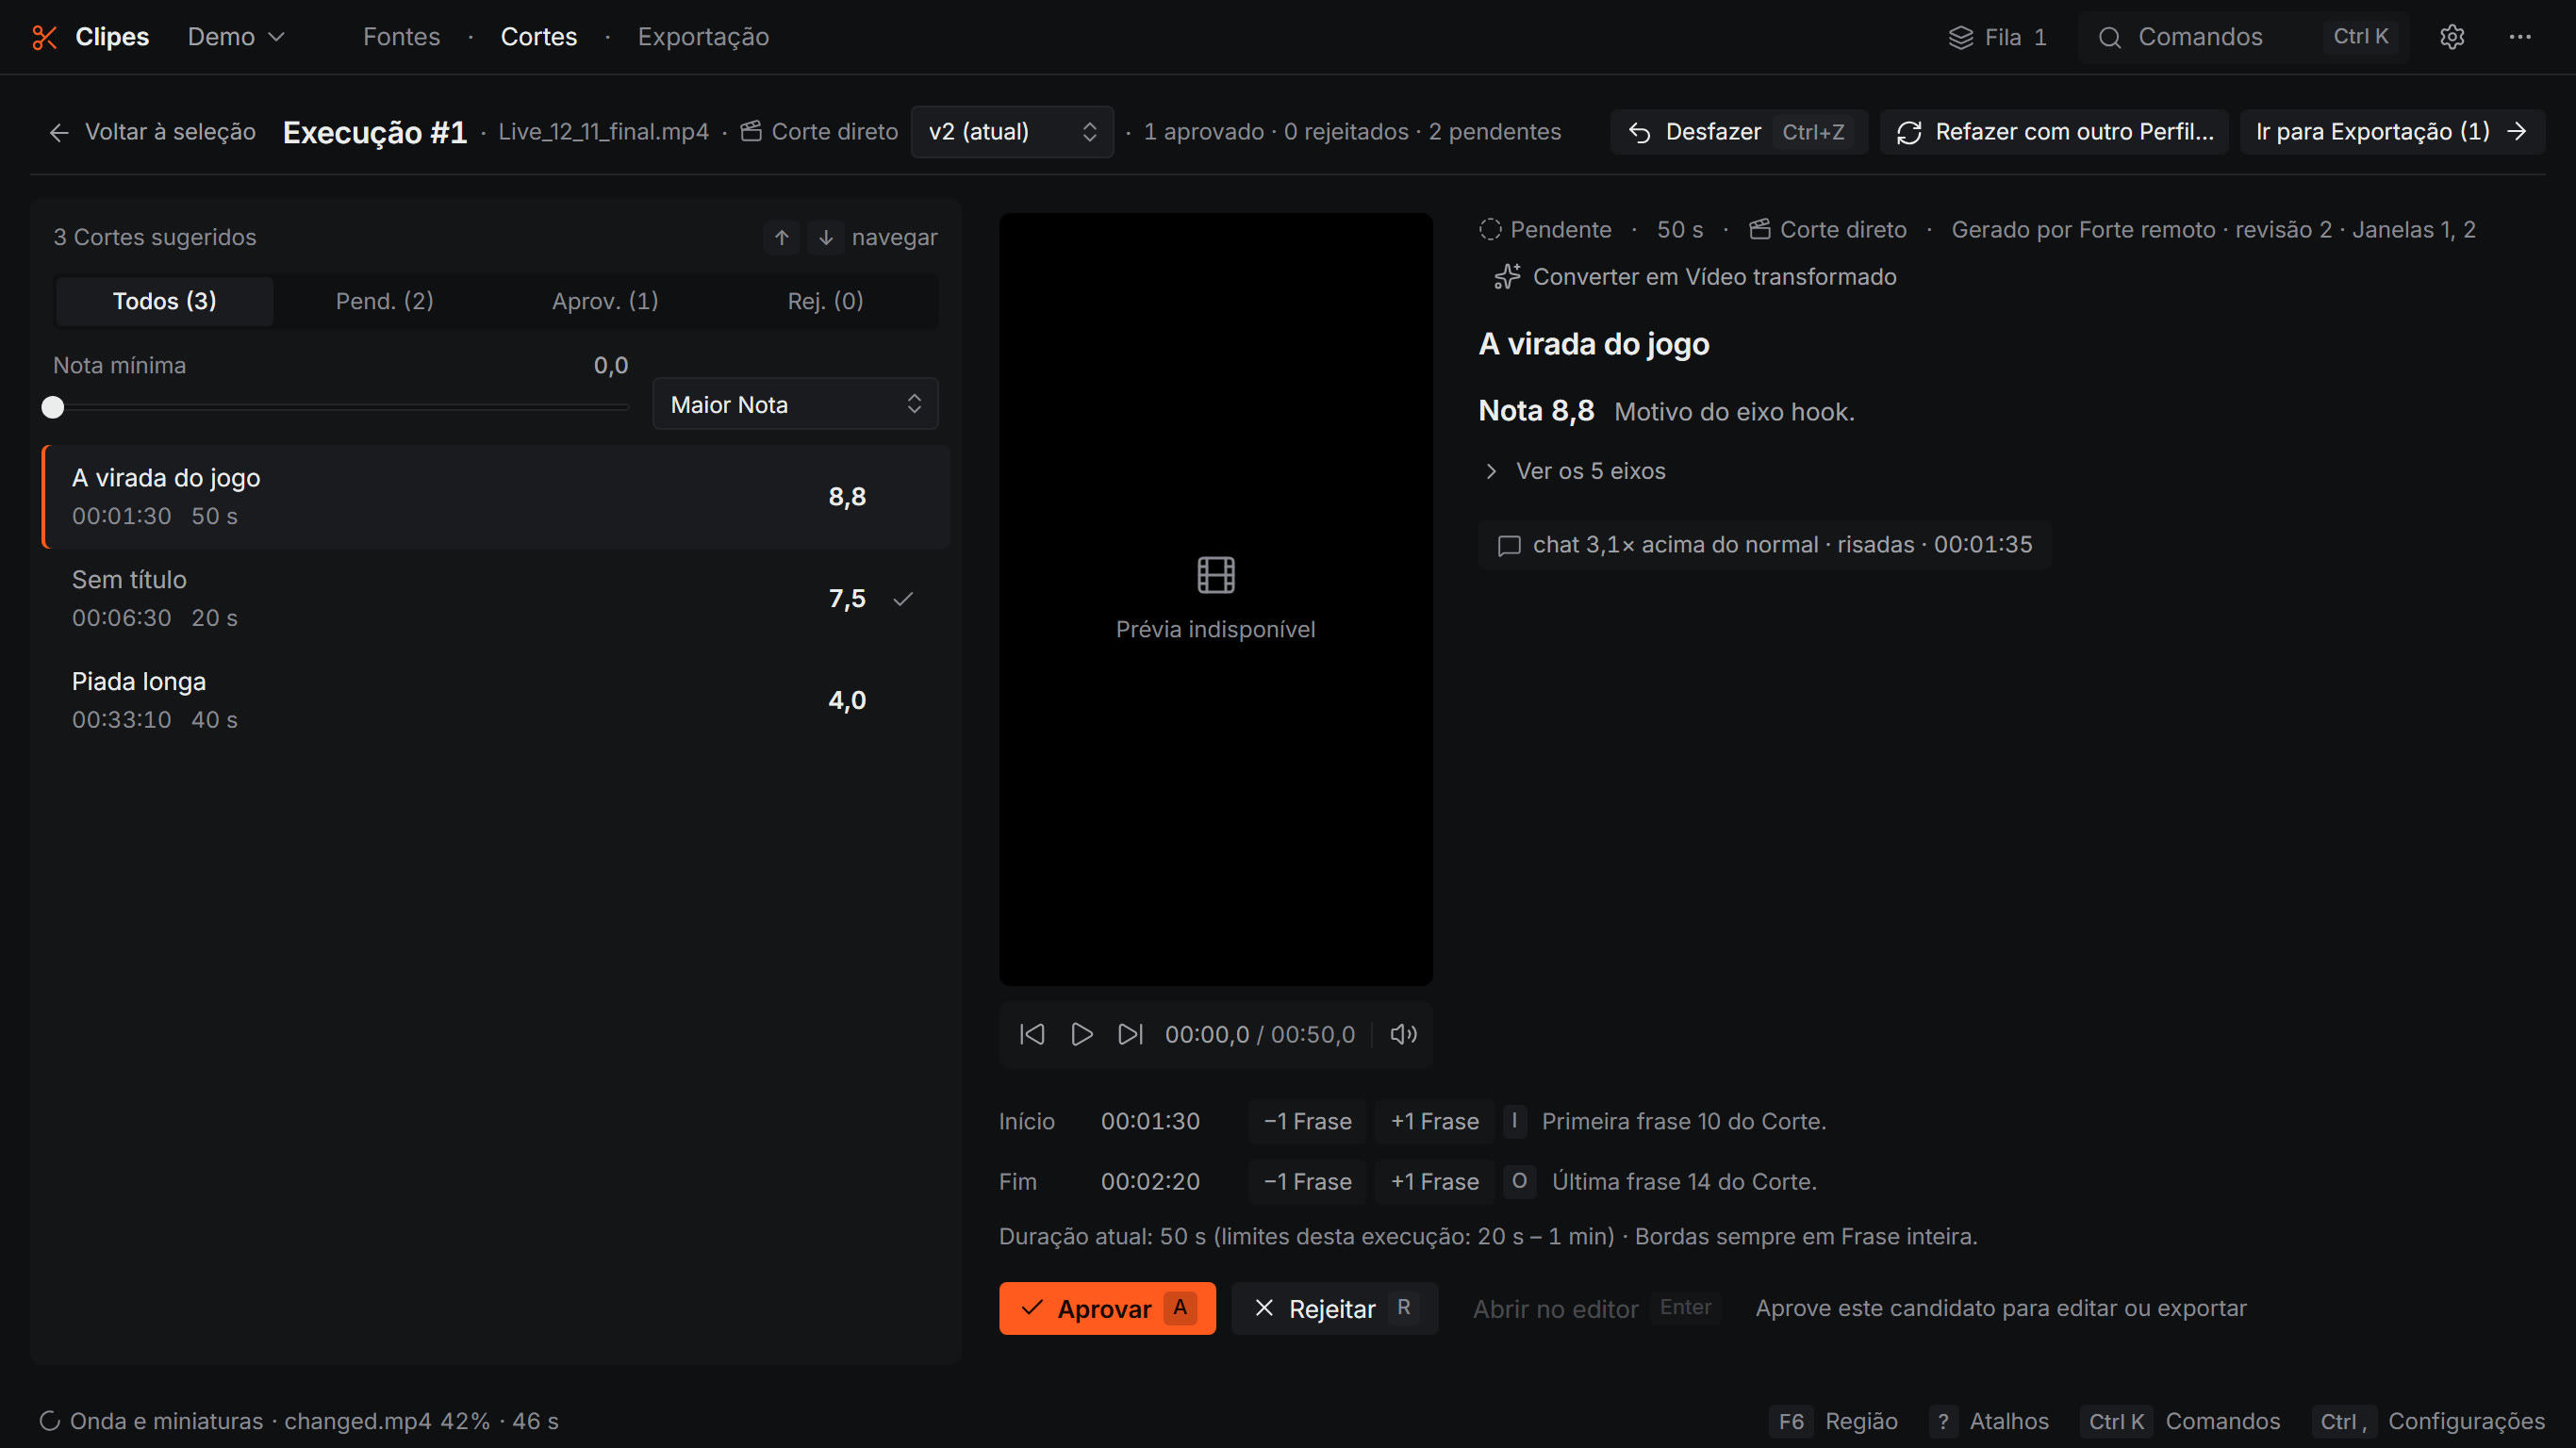 Clipes Demo Fontes · Cortes · Exportação Fila 1 Comandos Ctrl K
Voltar à seleção Execução #1 · Live_12_11_final.mp4 · Corte direto v2 (atual) · 1 aprovado · 0 rejeitados · 2 pendentes Desfazer Ctrl+Z Refazer com outro Perfil... Ir para Exportação (1)
3 Cortes sugeridos ↑ ↓ navegar
Todos (3) Pend. (2) Aprov. (1) Rej. (0)
Nota mínima 0,0
Maior Nota
A virada do jogo
00:01:30 50 s
8,8
Sem título
00:06:30 20 s
7,5
Piada longa
00:33:10 40 s
4,0
Prévia indisponível
00:00,0 / 00:50,0
Pendente · 50 s · Corte direto · Gerado por Forte remoto · revisão 2 · Janelas 1, 2
Converter em Vídeo transformado
A virada do jogo
Nota 8,8 Motivo do eixo hook.
Ver os 5 eixos
chat 3,1× acima do normal · risadas · 00:01:35
Início 00:01:30 −1 Frase +1 Frase I Primeira frase 10 do Corte.
Fim 00:02:20 −1 Frase +1 Frase O Última frase 14 do Corte.
Duração atual: 50 s (limites desta execução: 20 s – 1 min) · Bordas sempre em Frase inteira.
Aprovar A Rejeitar R Abrir no editor Enter Aprove este candidato para editar ou exportar
Onda e miniaturas · changed.mp4 42% · 46 s F6 Região ? Atalhos Ctrl K Comandos Ctrl , Configurações